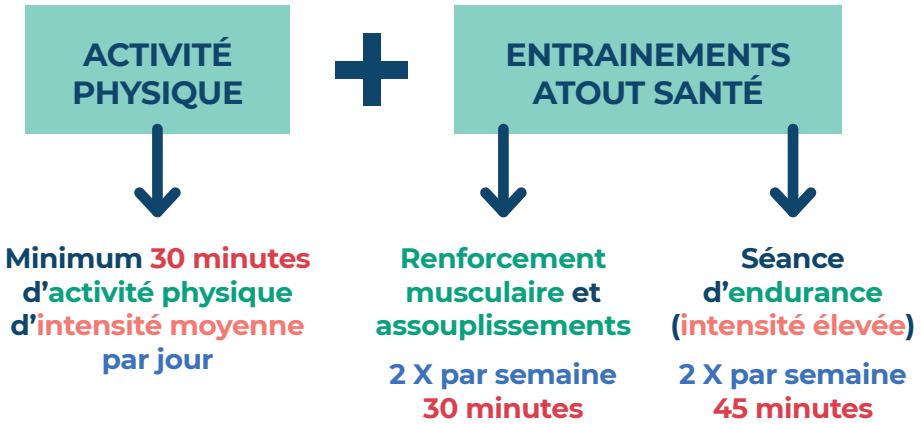 ACTIVITÉ
PHYSIQUE
+
ENTRAINEMENTS
ATOUT SANTÉ
Minimum 30 minutes
d'activité physique
d'intensité moyenne
par jour
Renforcement
musculaire et
assouplissements
2 X par semaine
30 minutes
Séance
d'endurance
(intensité élevée)
2 X par semaine
45 minutes